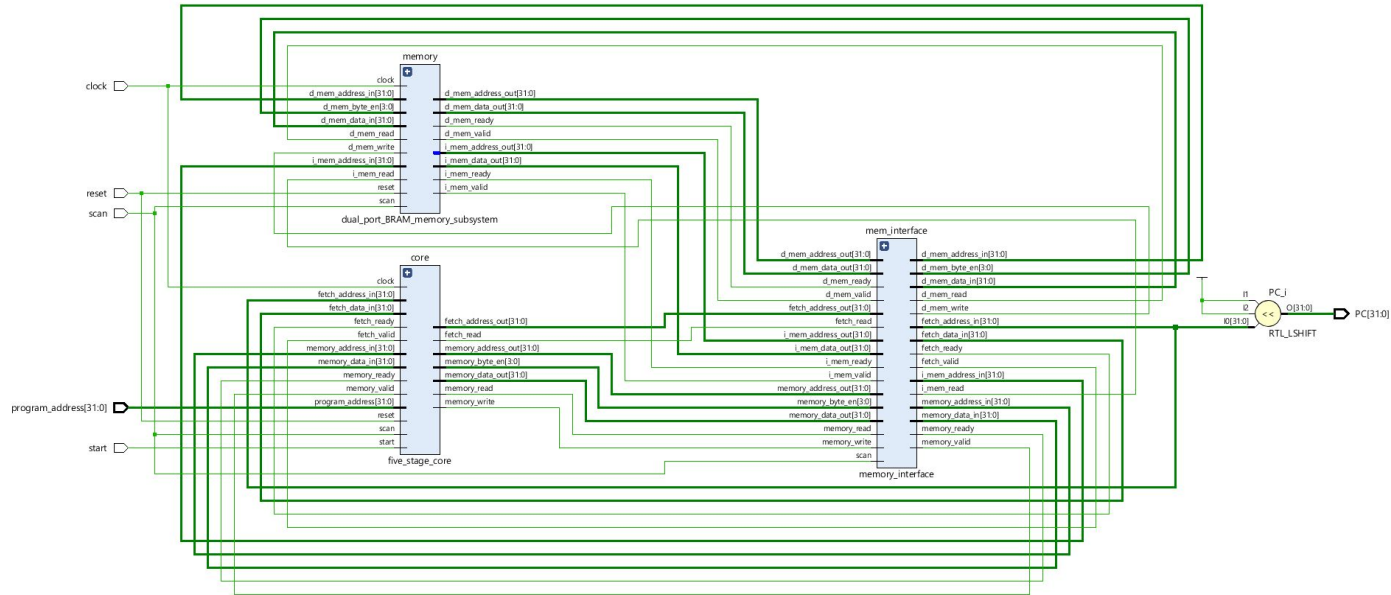 clock
reset
scan
program_address[31:0]
start
memory
clock
d_mem_address_in[31:0]
d_mem_byte_en[3:0]
d_mem_data_in[31:0]
d_mem_read
d_mem_write
i_mem_address_in[31:0]
i_mem_read
reset
scan
d_mem_address_out[31:0]
d_mem_data_out[31:0]
d_mem_ready
d_mem_valid
i_mem_address_out[31:0]
i_mem_data_out[31:0]
i_mem_ready
i_mem_valid
dual_port_BRAM_memory_subsystem
core
clock
fetch_address_in[31:0]
fetch_data_in[31:0]
fetch_ready
fetch_valid
memory_address_in[31:0]
memory_data_in[31:0]
memory_ready
memory_valid
program_address[31:0]
reset
scan
start
fetch_address_out[31:0]
fetch_read
memory_address_out[31:0]
memory_byte_en[3:0]
memory_data_out[31:0]
memory_read
memory_write
five_stage_core
mem_interface
d_mem_address_out[31:0]
d_mem_data_out[31:0]
d_mem_ready
d_mem_valid
fetch_address_out[31:0]
fetch_read
i_mem_address_out[31:0]
i_mem_data_out[31:0]
i_mem_ready
i_mem_valid
memory_address_out[31:0]
memory_byte_en[3:0]
memory_data_out[31:0]
memory_read
memory_write
scan
d_mem_address_in[31:0]
d_mem_byte_en[3:0]
d_mem_data_in[31:0]
d_mem_read
d_mem_write
fetch_address_in[31:0]
fetch_data_in[31:0]
fetch_ready
fetch_valid
i_mem_address_in[31:0]
i_mem_read
memory_address_in[31:0]
memory_data_in[31:0]
memory_ready
memory_valid
memory_interface
PC_i
I1
I2
I0[31:0]
<<
O[31:0]
RTL_LSHIFT
PC[31:0]